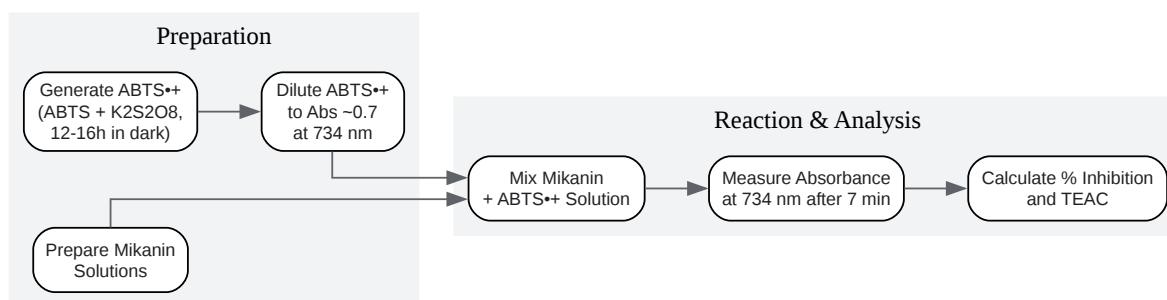 Preparation
Generate ABTS•+
(ABTS + K2S2O8,
12-16h in dark)
Dilute ABTS•+
to Abs ~0.7
at 734 nm
Prepare Mikanin
Solutions
Reaction & Analysis
Mix Mikanin
+ ABTS•+ Solution
Measure Absorbance
at 734 nm after 7 min
Calculate % Inhibition
and TEAC